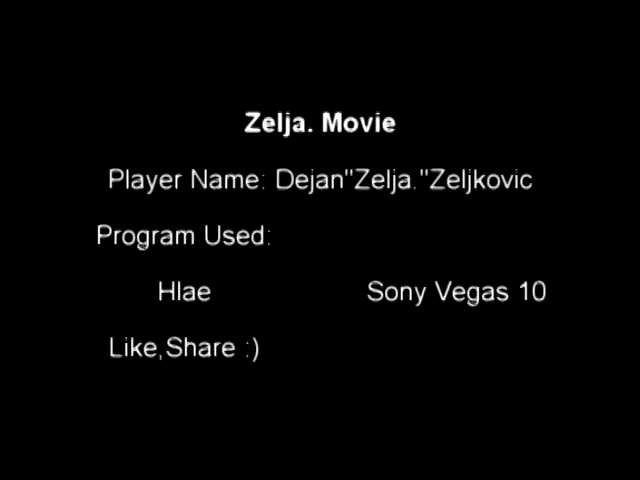 Zelja. Movie
Player Name: Dejan"Zelja."Zeljkovic
Program Used:
Hlae Sony Vegas 10
Like,Share :)